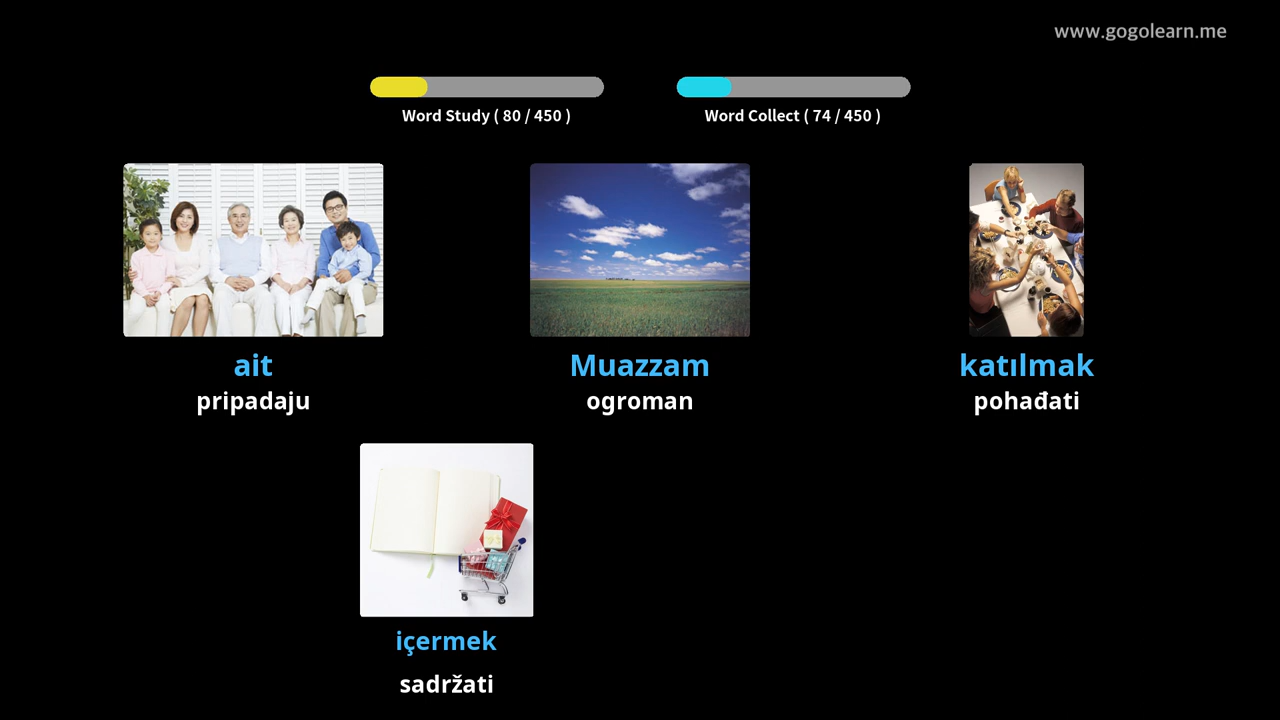 www.gogolearn.me
Word Study ( 80 / 450 )
Word Collect ( 74 / 450 )
ait
pripadaju
Muazzam
ogroman
katılmak
pohađati
içermek
sadržati